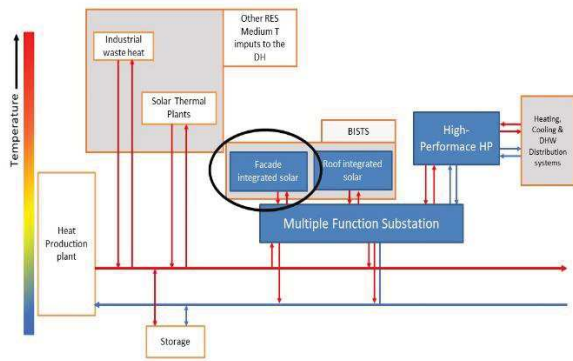 Other RES
Medium T
imputs to the
DH
Industrial
waste heat
Solar Thermal
Plants
Temperature
BISTS
High-
Performace HP
Heating,
Cooling &
DHW
Distribution
systems
Facade
integrated solar
Roof integrated
solar
Multiple Function Substation
Heat
Production
plant
Storage